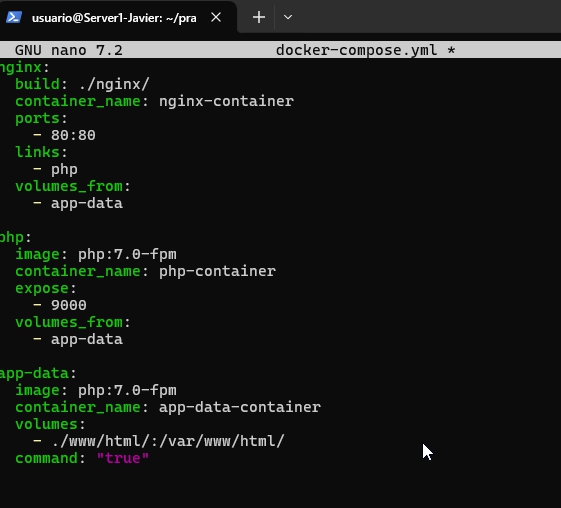 usuario@Server1-Javier: ~/pra
GNU nano 7.2 docker-compose.yml *
nginx:
  build: ./nginx/
  container_name: nginx-container
  ports:
    - 80:80
  links:
    - php
  volumes_from:
    - app-data

php:
  image: php:7.0-fpm
  container_name: php-container
  expose:
    - 9000
  volumes_from:
    - app-data

app-data:
  image: php:7.0-fpm
  container_name: app-data-container
  volumes:
    - ./www/html/:/var/www/html/
  command: "true"